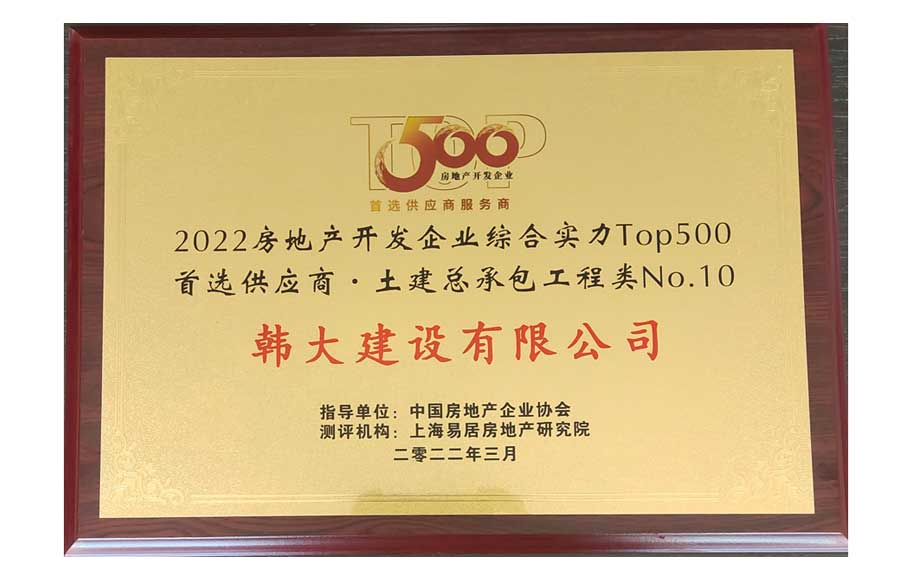 TOP
500
房地产开发企业
首选供应商服务商
2022房地产开发企业综合实力Top500
首选供应商·土建总承包工程类No.10
韩大建设有限公司
指导单位：中国房地产企业协会
测评机构：上海易居房地产研究院
二零二二年三月